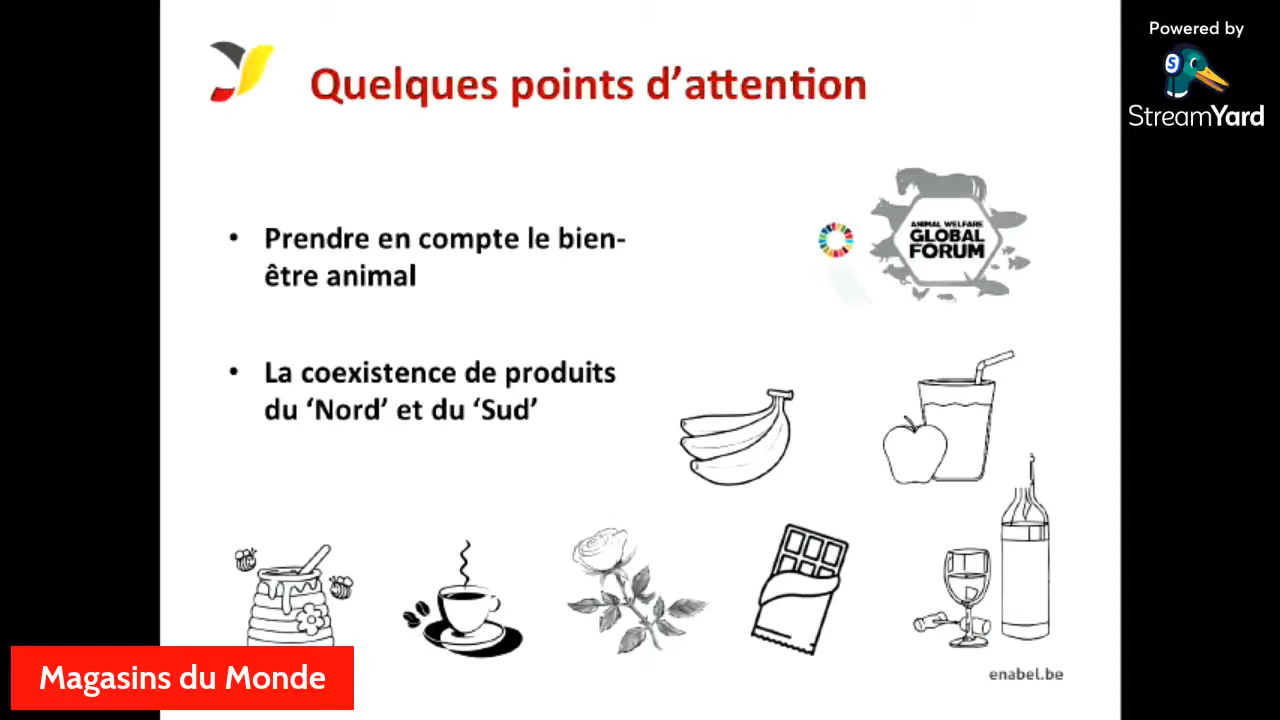 Powered by
StreamYard
Quelques points d'attention
• Prendre en compte le bien-
être animal
ANIMAL WELFARE
GLOBAL
FORUM
• La coexistence de produits
du ‘Nord’ et du ‘Sud’
Magasins du Monde
enabel.be